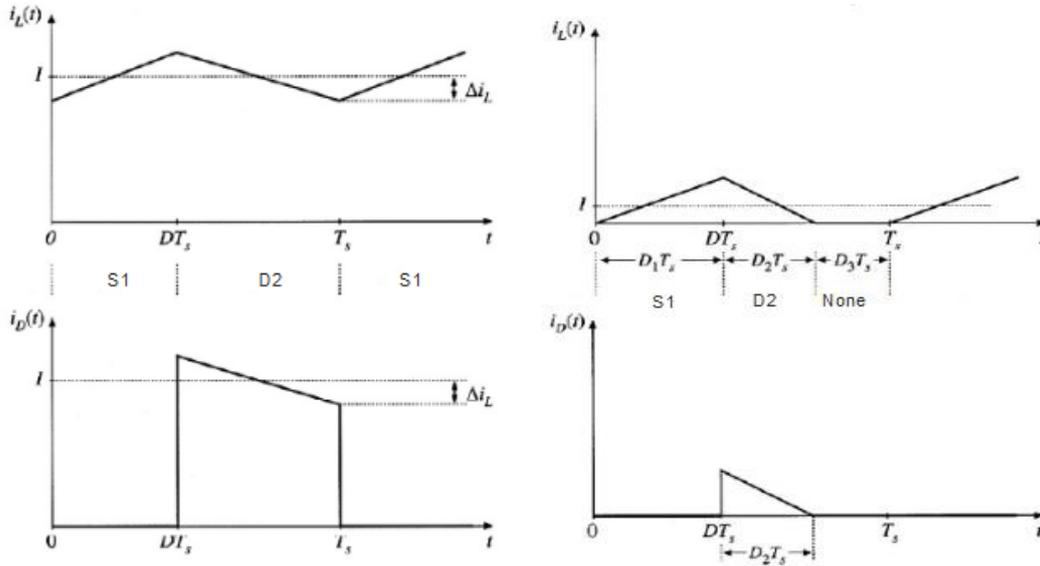 i_L(t)
I
Δi_L
0 DT_s T_s t
S1 D2 S1
i_D(t)
I
Δi_L
0 DT_s T_s t
i_L(t)
I
0 DT_s T_s
D_1T_s D_2T_s D_3T_s
S1 D2 None
i_D(t)
0 DT_s T_s t
D_2T_s